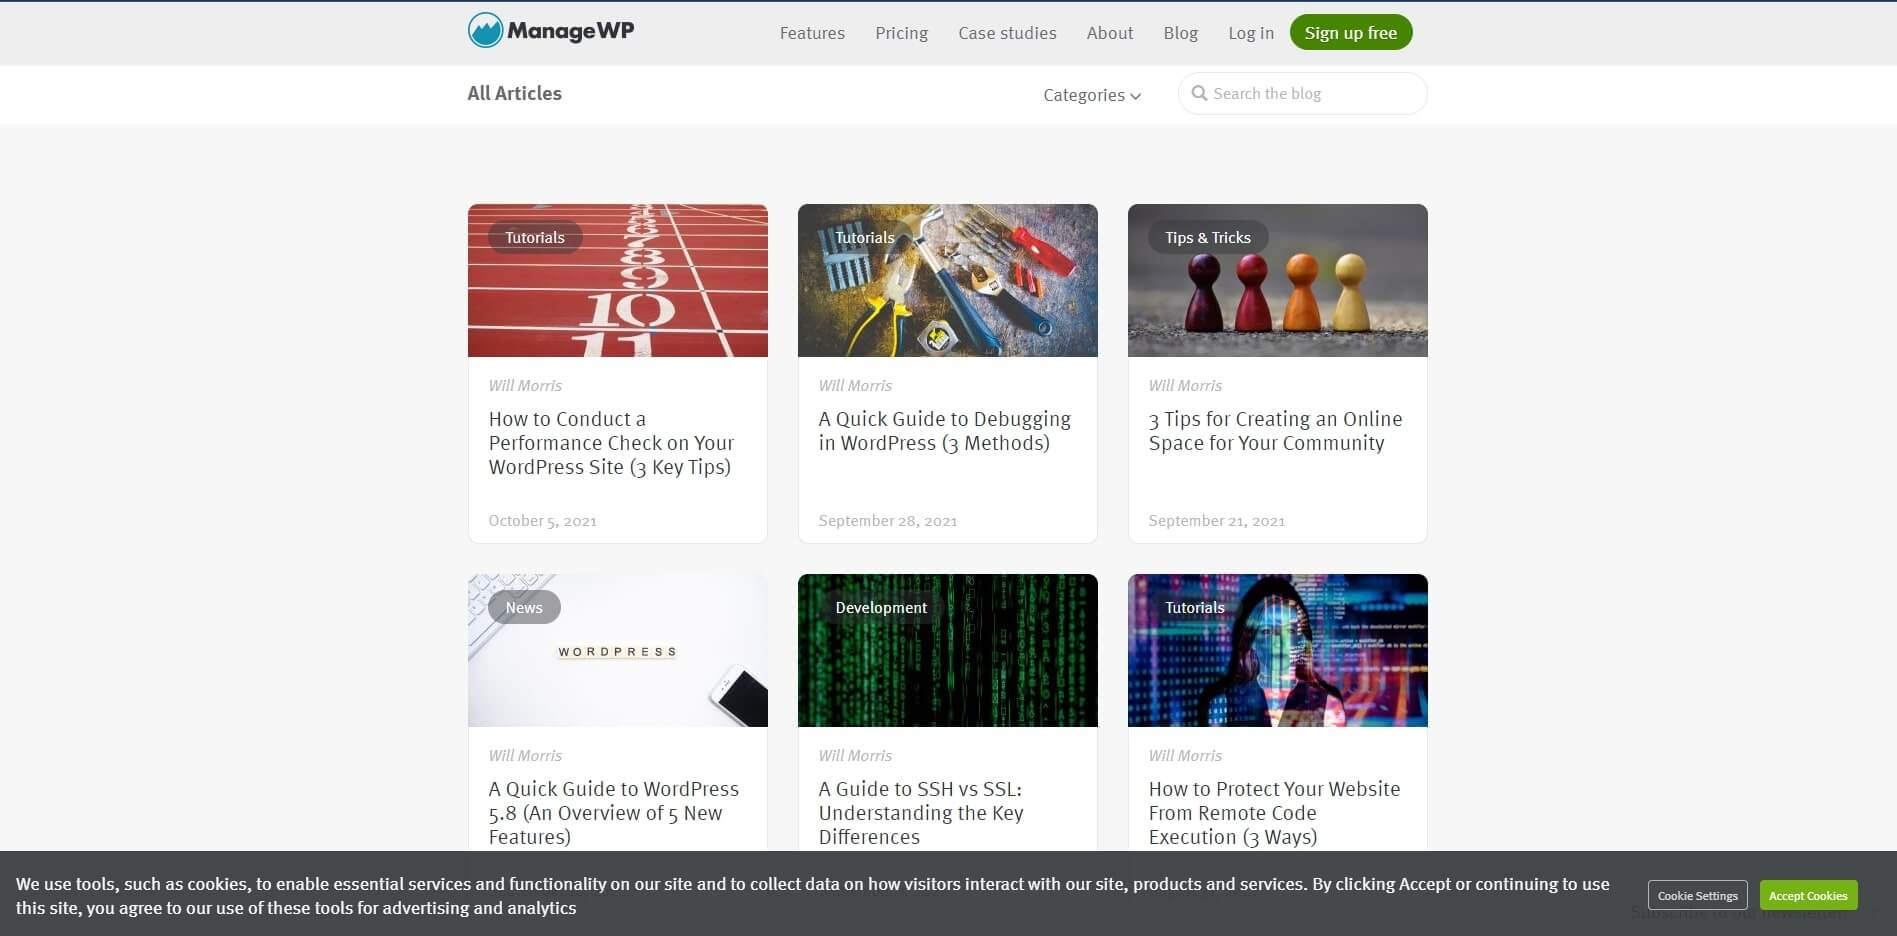 ManageWP
Features
Pricing
Case studies
About
Blog
Log in
Sign up free
All Articles
Categories
Search the blog
Tutorials
10
11
Will Morris
How to Conduct a
Performance Check on Your
WordPress Site (3 Key Tips)
October 5, 2021
Tutorials
Will Morris
A Quick Guide to Debugging
in WordPress (3 Methods)
September 28, 2021
Tips & Tricks
Will Morris
3 Tips for Creating an Online
Space for Your Community
September 21, 2021
News
WORDPRESS
Will Morris
A Quick Guide to WordPress
5.8 (An Overview of 5 New
Features)
Development
Will Morris
A Guide to SSH vs SSL:
Understanding the Key
Differences
Tutorials
Will Morris
How to Protect Your Website
From Remote Code
Execution (3 Ways)
We use tools, such as cookies, to enable essential services and functionality on our site and to collect data on how visitors interact with our site, products and services. By clicking Accept or continuing to use
this site, you agree to our use of these tools for advertising and analytics
Cookie Settings
Accept Cookies
Subscribe to our newsletter